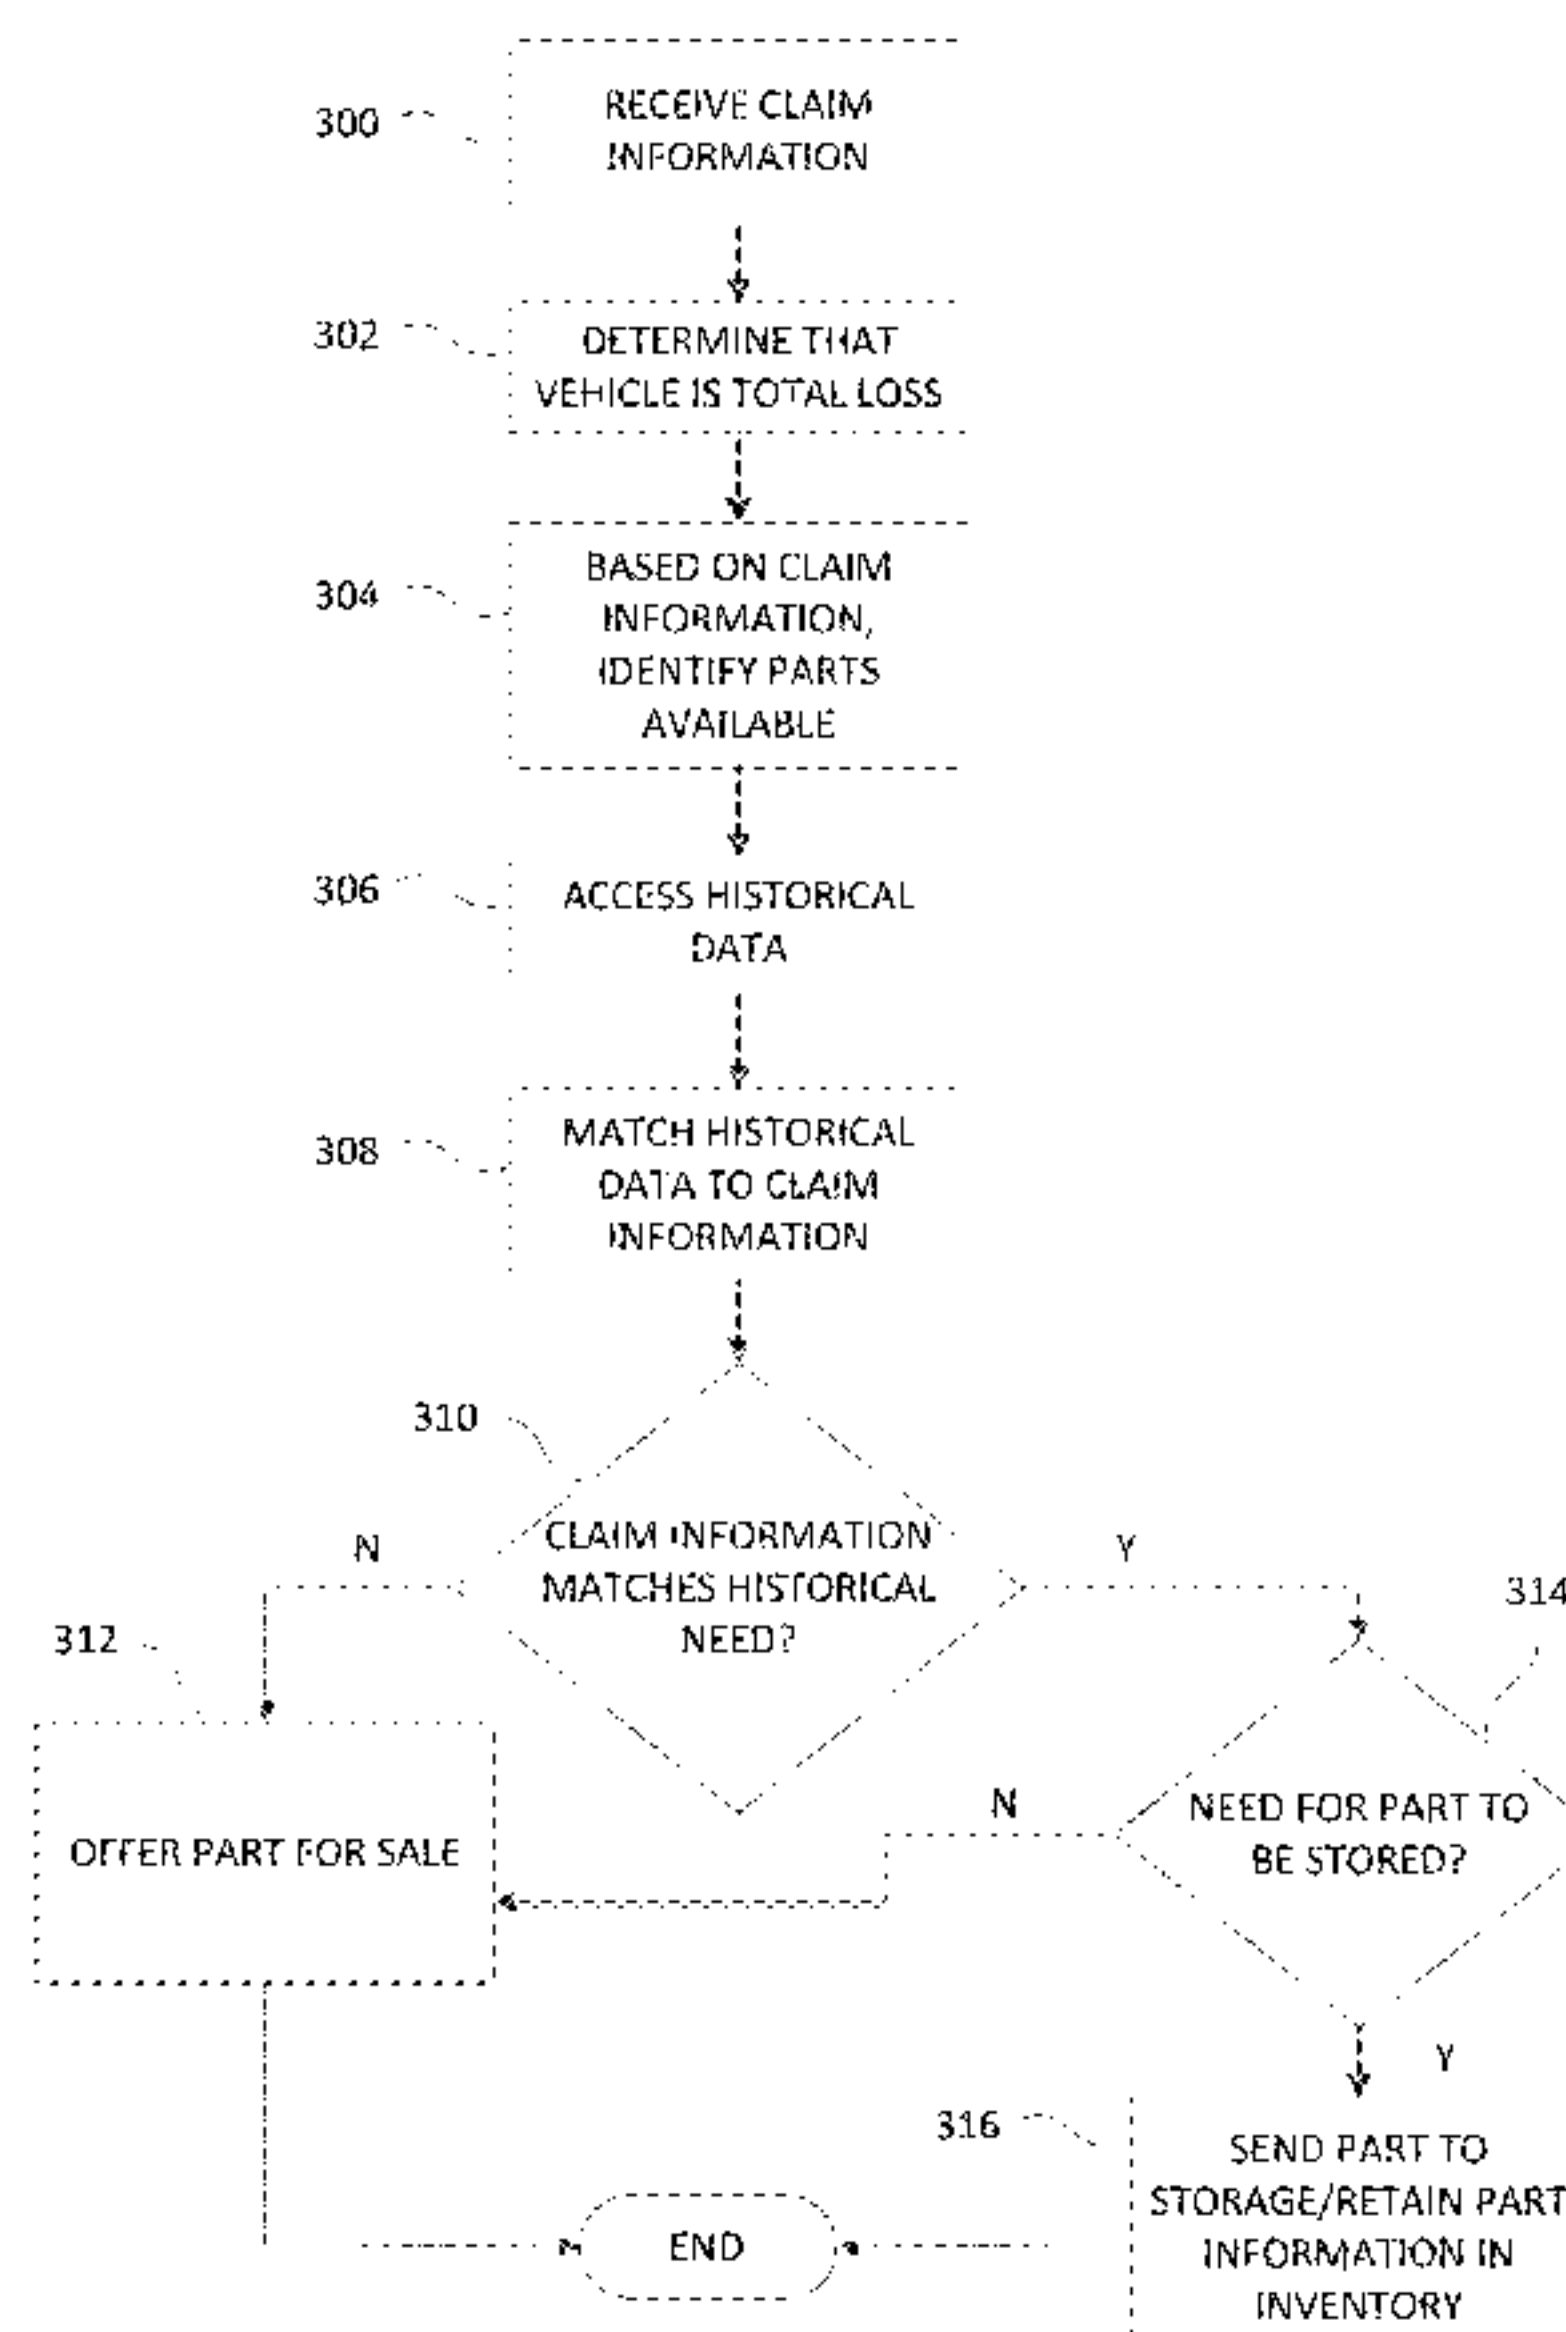 300
RECEIVE CLAIM
INFORMATION
302
DETERMINE THAT
VEHICLE IS TOTAL LOSS
304
BASED ON CLAIM
INFORMATION,
IDENTIFY PARTS
AVAILABLE
306
ACCESS HISTORICAL
DATA
308
MATCH HISTORICAL
DATA TO CLAIM
INFORMATION
310
CLAIM INFORMATION
MATCHES HISTORICAL
NEED?
N
Y
312
314
OFFER PART FOR SALE
N
NEED FOR PART TO
BE STORED?
Y
316
SEND PART TO
STORAGE/RETAIN PART
INFORMATION IN
INVENTORY
END